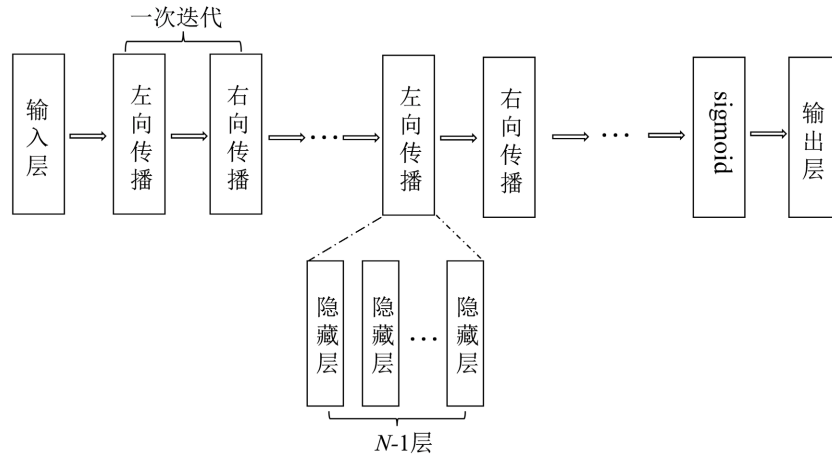 一次迭代
输入层
左向传播
右向传播
…
左向传播
右向传播
…
sigmoid
输出层
隐藏层
隐藏层
…
隐藏层
N-1层